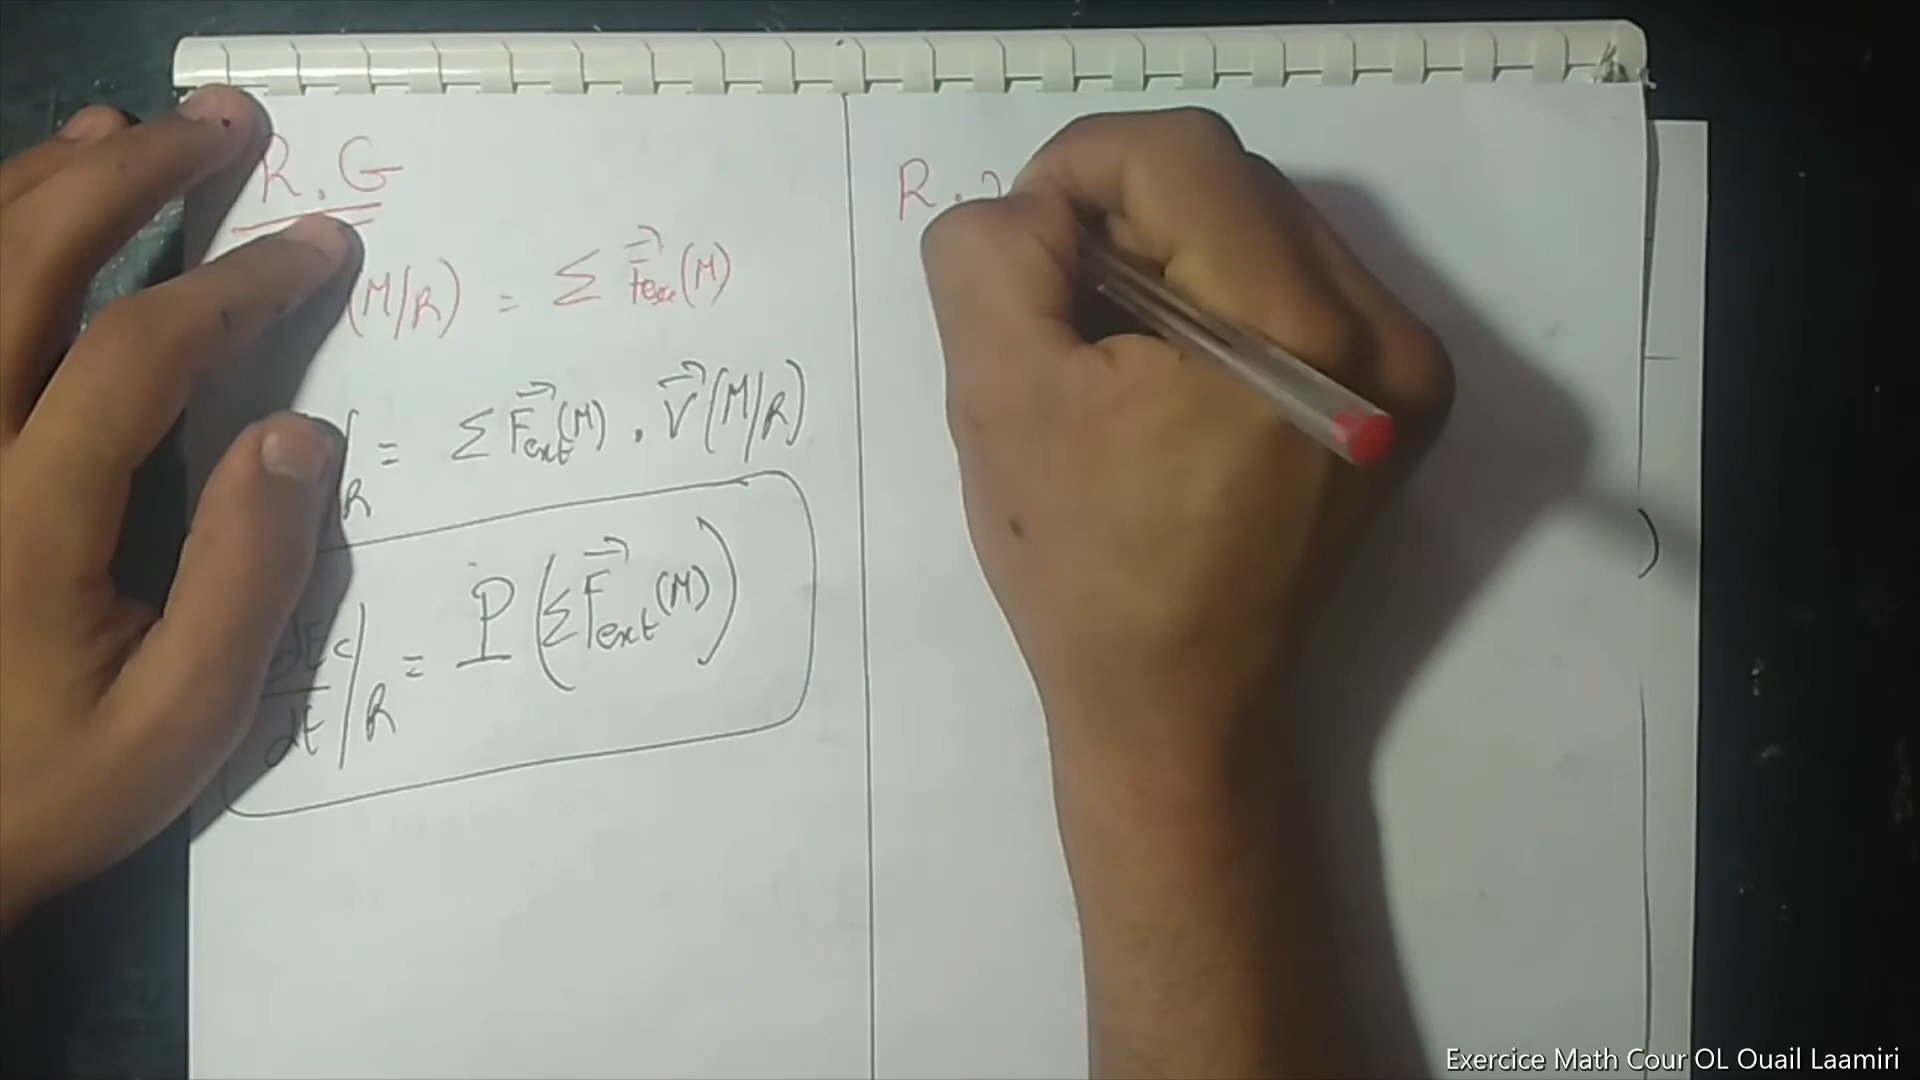 R.G
(M/R) = Σ F⃗ext(M)
/R = Σ F⃗ext(M) . V⃗(M/R)
dEc/dt/R = P(Σ F⃗ext(M))
R.
)
Exercice Math Cour OL Ouail Laamiri